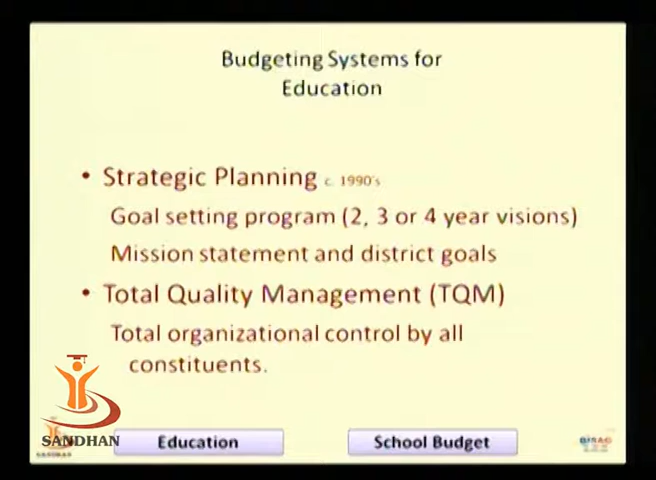 Budgeting Systems for
Education
• Strategic Planning c. 1990's
Goal setting program (2, 3 or 4 year visions)
Mission statement and district goals
• Total Quality Management (TQM)
Total organizational control by all
constituents.
SANDHAN
Education
School Budget